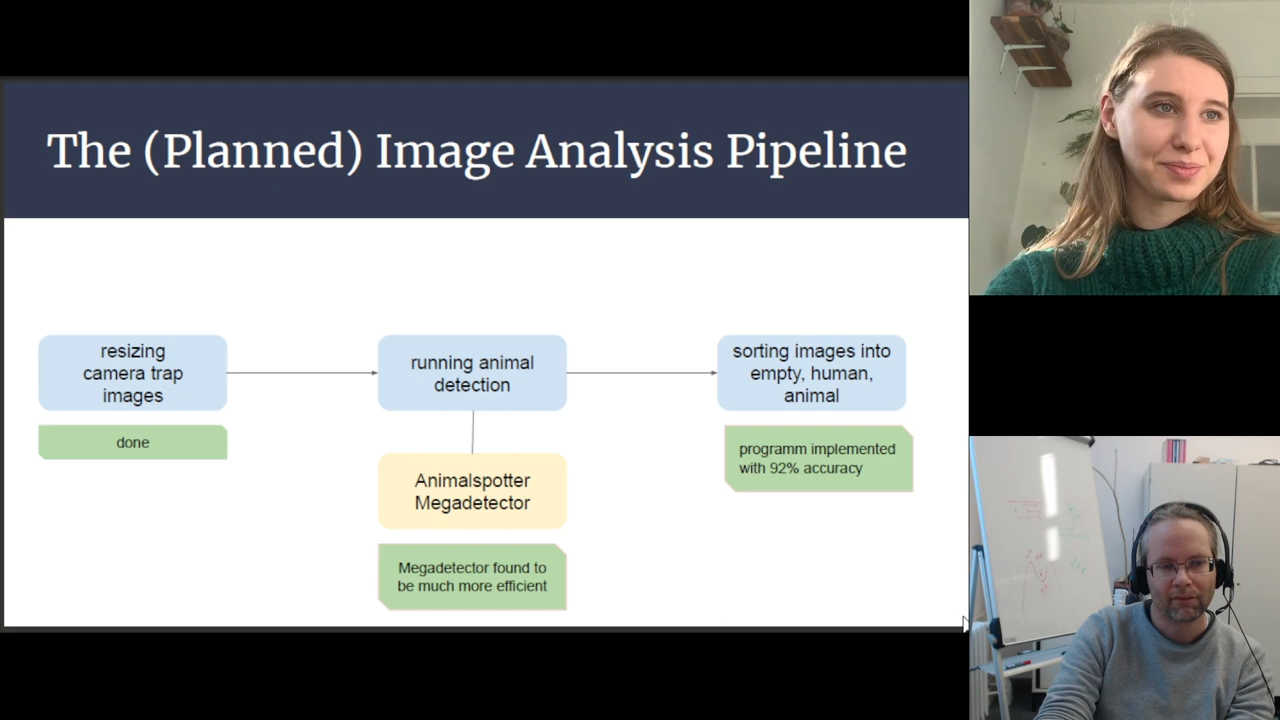 The (Planned) Image Analysis Pipeline
resizing
camera trap
images
done
running animal
detection
Animalspotter
Megadetector
Megadetector found to
be much more efficient
sorting images into
empty, human,
animal
programm implemented
with 92% accuracy